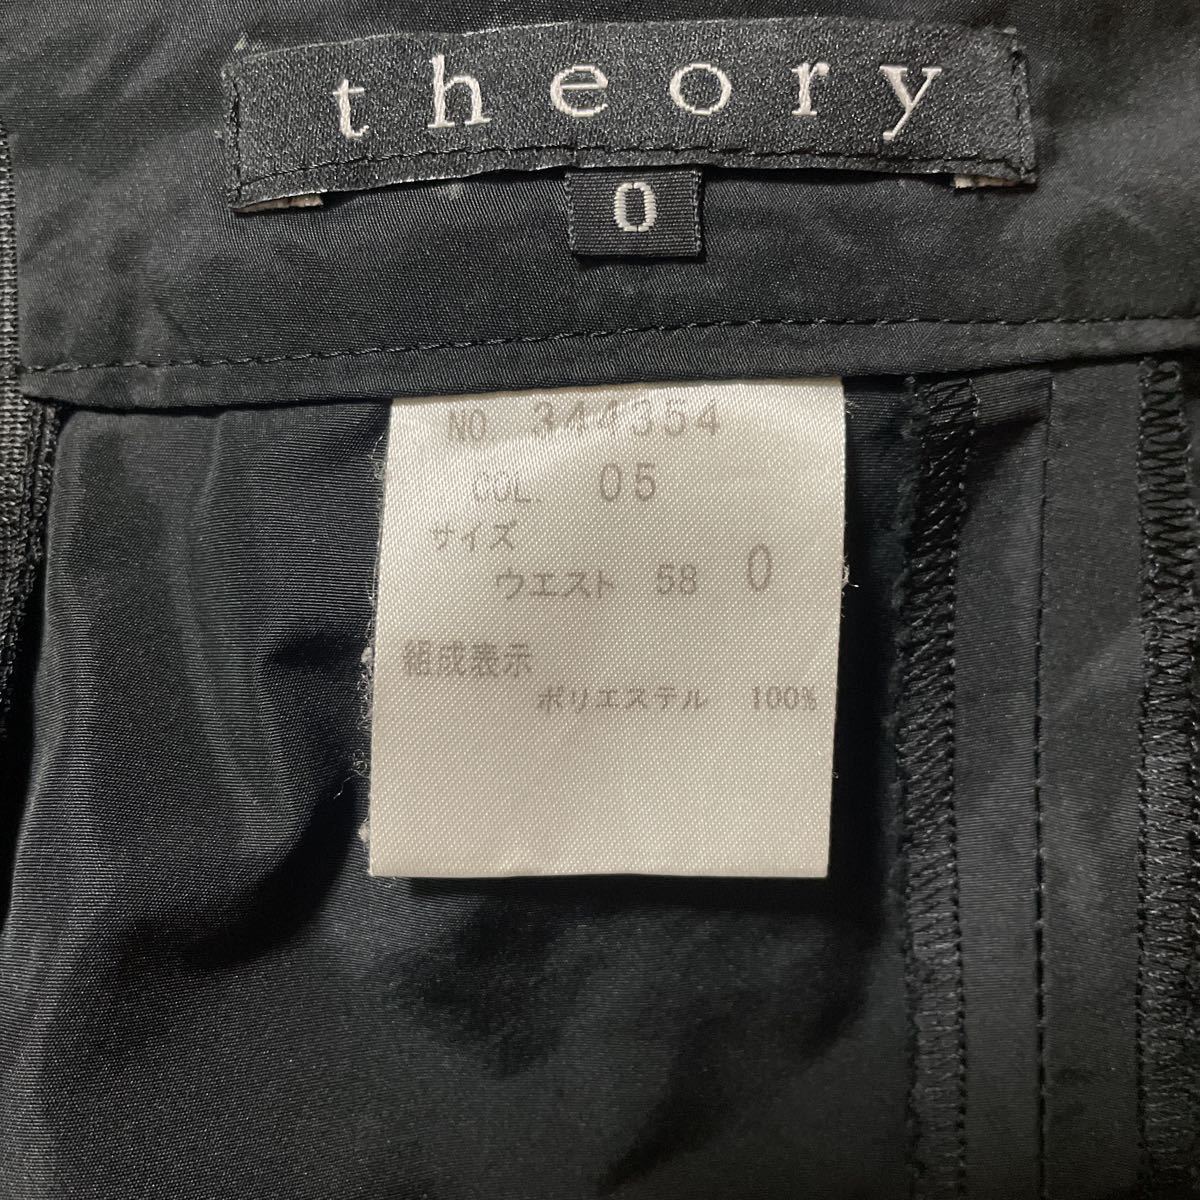 theory
0
NO. 344354
COL. 05
サイズ
ウエスト 58 0
組成表示
ポリエステル 100%